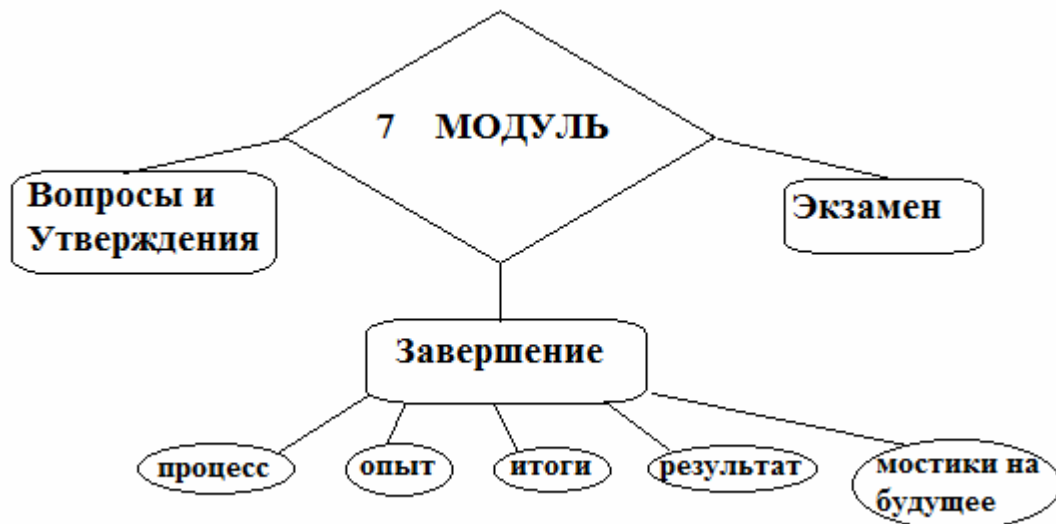 7 МОДУЛЬ
Вопросы и
Утверждения
Экзамен
Завершение
процесс
опыт
итоги
результат
мостики на
будущее